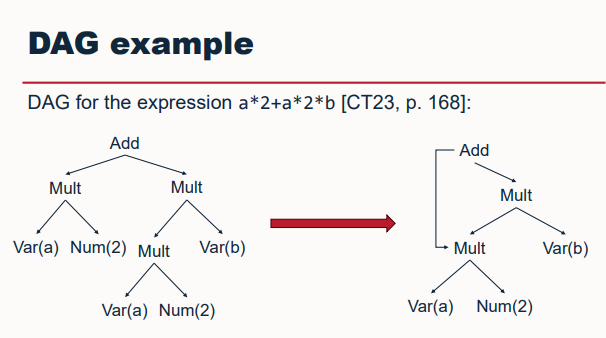 DAG example
DAG for the expression a*2+a*2*b [CT23, p. 168]:
Add
Mult Mult
Var(a) Num(2) Mult Var(b)
Var(a) Num(2)
Add
Mult
Mult Var(b)
Var(a) Num(2)